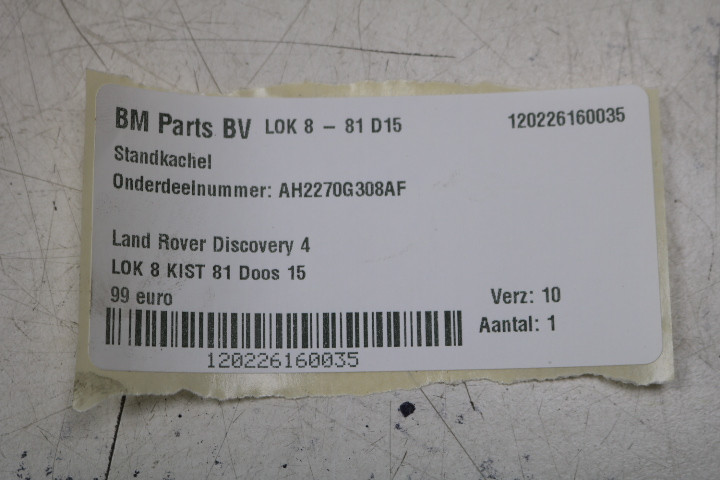 BM Parts BV LOK 8 - 81 D15 120226160035
Standkachel
Onderdeelnummer: AH2270G308AF
Land Rover Discovery 4
LOK 8 KIST 81 Doos 15
99 euro Verz: 10
Aantal: 1
120226160035